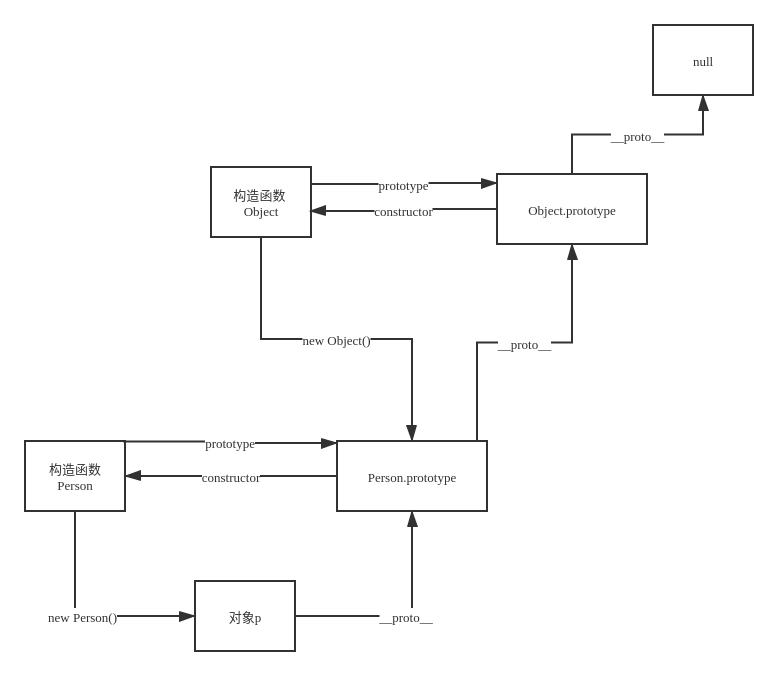 null
__proto__
构造函数
Object
prototype
constructor
Object.prototype
new Object()
__proto__
构造函数
Person
prototype
constructor
Person.prototype
new Person()
对象p
__proto__